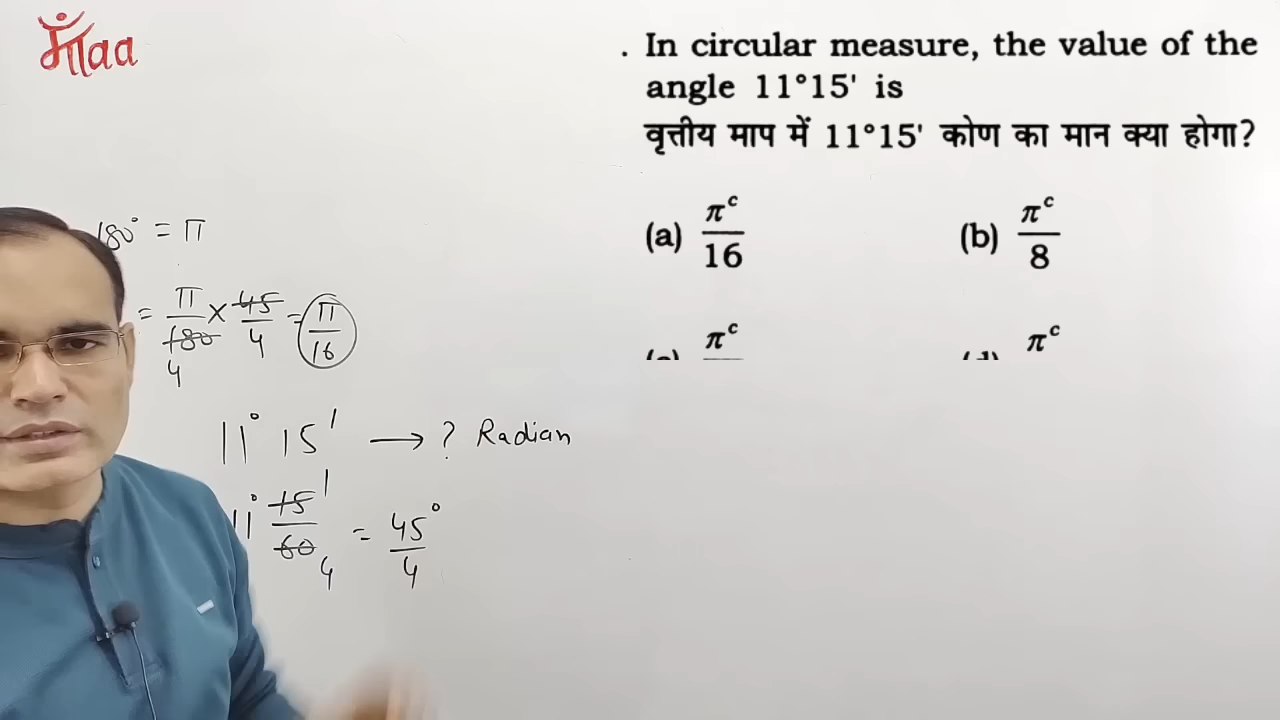 माँaa
. In circular measure, the value of the
angle 11°15' is
वृत्तीय माप में 11°15' कोण का मान क्या होगा?
(a) π^c/16 (b) π^c/8
π^c π^c
180° = π
= π/180 × 45/4 = π/16
4
11° 15' → ? Radian
11° 15'/60 = 45°/4
4